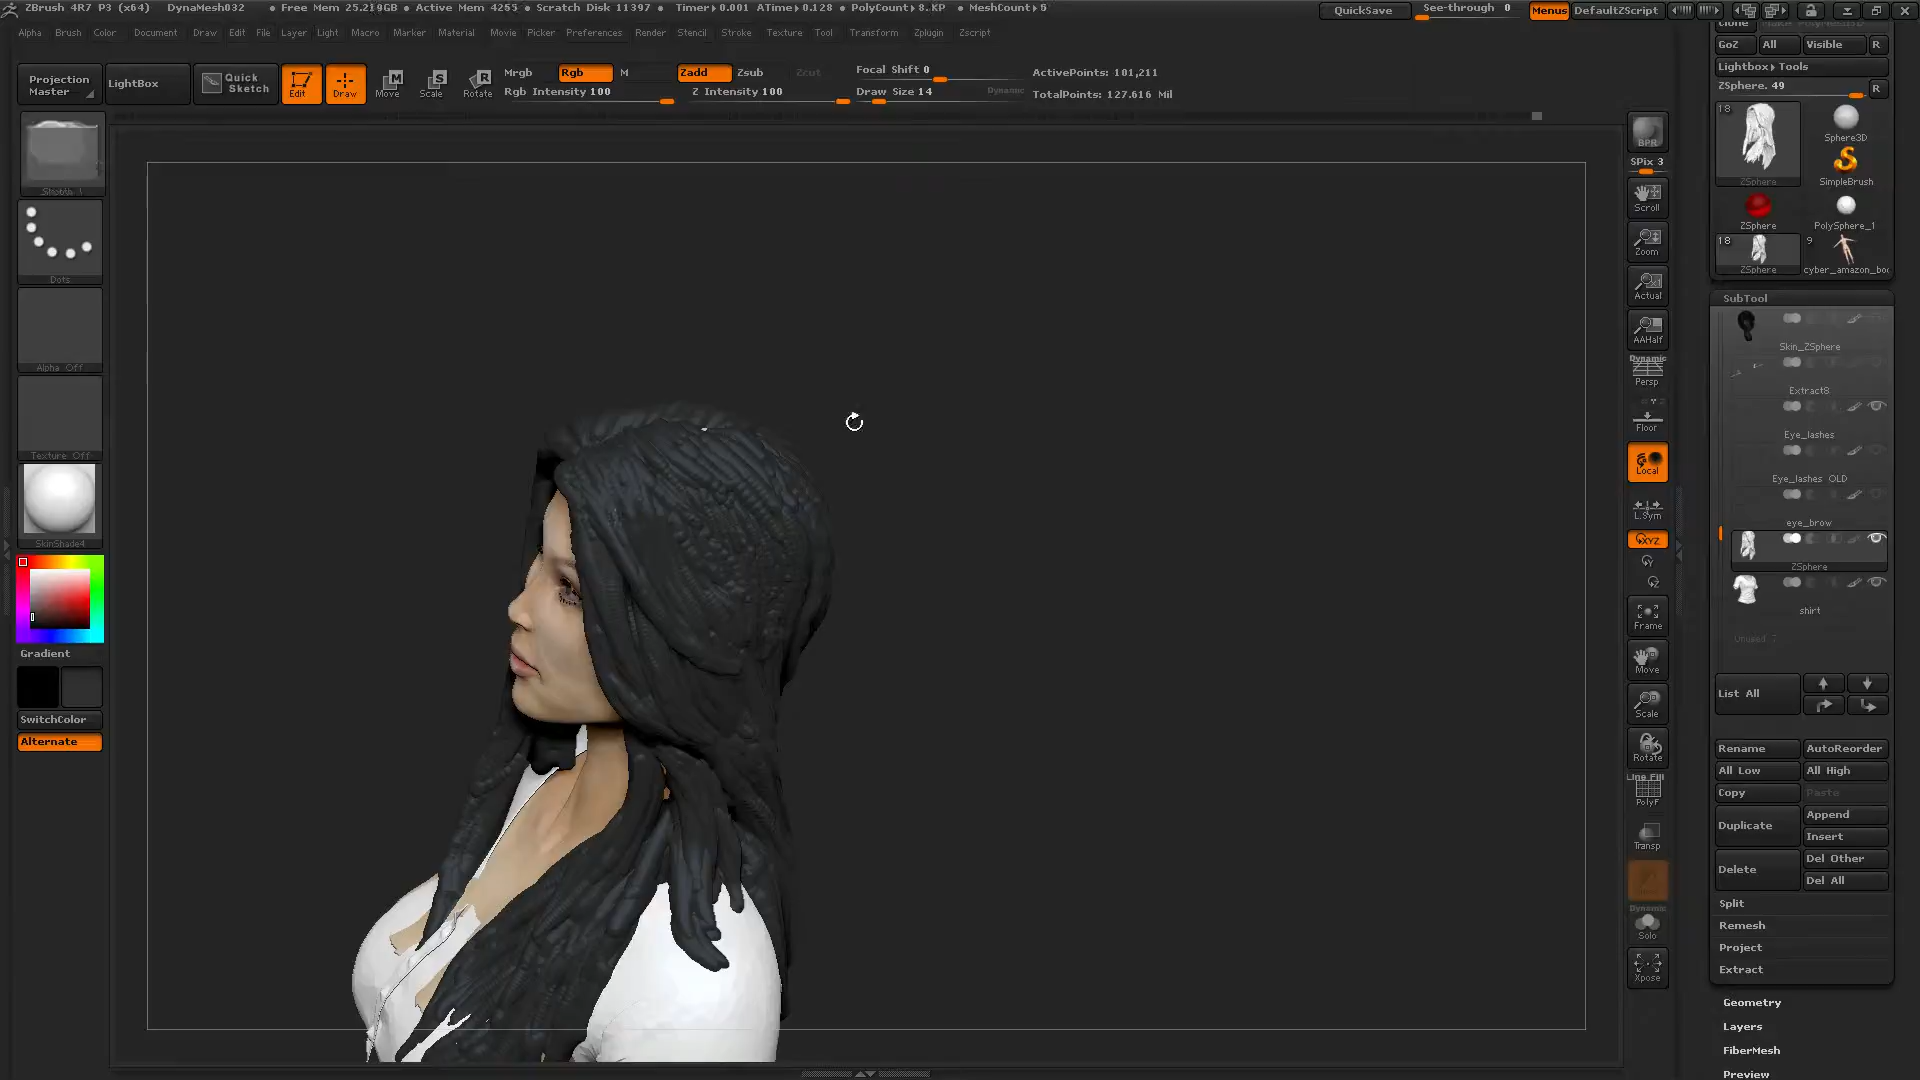 ZBrush 4R7 P3 (x64) DynaMesh032 ● Free Mem 25.219GB ● Active Mem 4255 ● Scratch Disk 11397 ● Timer▸0.001 ATime▸0.128 ● PolyCount▸8..KP ● MeshCount▸5 QuickSave See-through 0 Menus DefaultZScript
Alpha Brush Color Document Draw Edit File Layer Light Macro Marker Material Movie Picker Preferences Render Stencil Stroke Texture Tool Transform Zplugin Zscript
Projection Master
LightBox
Quick Sketch
Edit
Draw
Move
Scale
Rotate
Mrgb Rgb M
Rgb Intensity 100
Zadd Zsub Zcut
Z Intensity 100
Focal Shift 0
Draw Size 14
Dynamic
ActivePoints: 101,211
TotalPoints: 127.616 Mil
Dots
Alpha Off
Texture Off
SkinShade4
Gradient
SwitchColor
Alternate
BPR
SPix 3
Scroll
Zoom
Actual
AAHalf
Dynamic
Persp
Floor
Local
L.Sym
XYZ
Frame
Move
Scale
Rotate
Line Fill
PolyF
Transp
Dynamic
Solo
Xpose
GoZ All Visible R
Lightbox▸Tools
ZSphere. 49 R
18
ZSphere
Sphere3D
SimpleBrush
ZSphere
PolySphere_1
18
ZSphere
9
cyber_amazon_bo
SubTool
Skin_ZSphere
Extract8
Eye_lashes
Eye_lashes OLD
eye_brow
ZSphere
shirt
Unused 7
List All
Rename AutoReorder
All Low All High
Copy Paste
Duplicate
Append
Insert
Delete
Del Other
Del All
Split
Remesh
Project
Extract
Geometry
Layers
FiberMesh
Preview